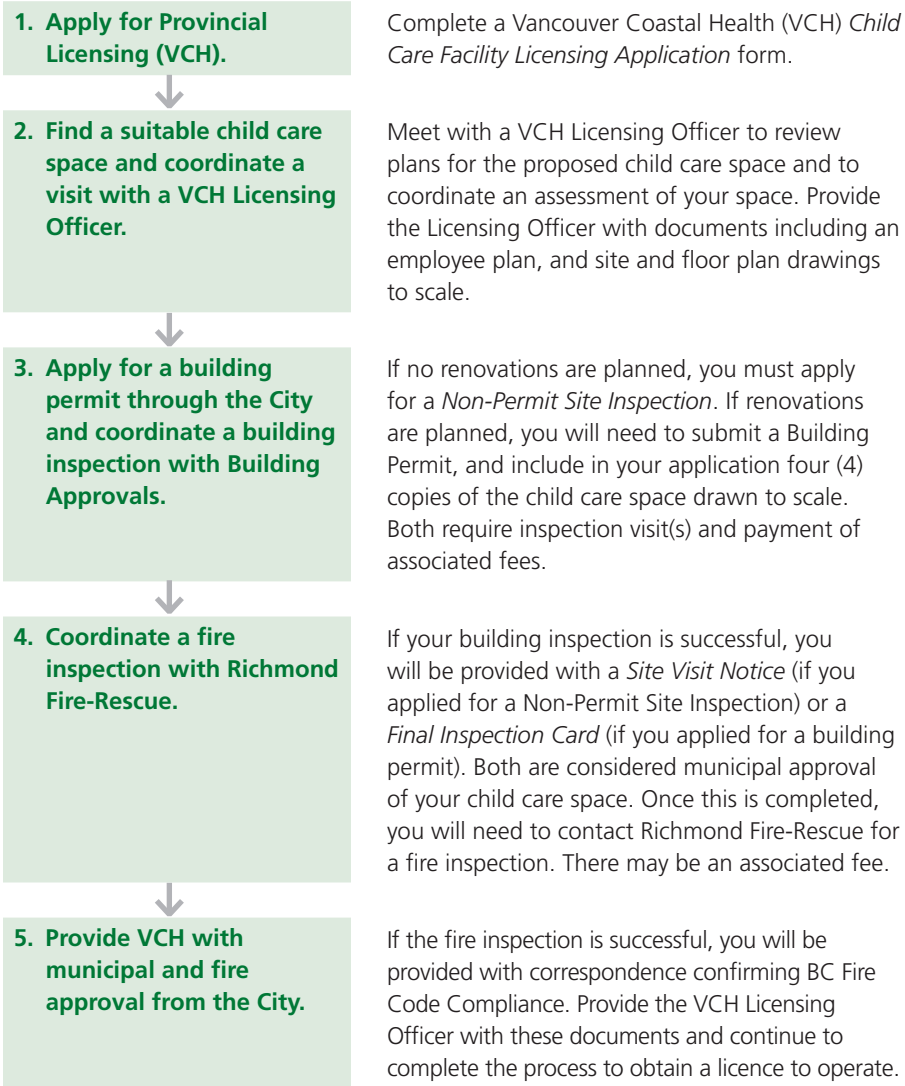 1. Apply for Provincial
Licensing (VCH).
Complete a Vancouver Coastal Health (VCH) Child
Care Facility Licensing Application form.
2. Find a suitable child care
space and coordinate a
visit with a VCH Licensing
Officer.
Meet with a VCH Licensing Officer to review
plans for the proposed child care space and to
coordinate an assessment of your space. Provide
the Licensing Officer with documents including an
employee plan, and site and floor plan drawings
to scale.
3. Apply for a building
permit through the City
and coordinate a building
inspection with Building
Approvals.
If no renovations are planned, you must apply
for a Non-Permit Site Inspection. If renovations
are planned, you will need to submit a Building
Permit, and include in your application four (4)
copies of the child care space drawn to scale.
Both require inspection visit(s) and payment of
associated fees.
4. Coordinate a fire
inspection with Richmond
Fire-Rescue.
If your building inspection is successful, you
will be provided with a Site Visit Notice (if you
applied for a Non-Permit Site Inspection) or a
Final Inspection Card (if you applied for a building
permit). Both are considered municipal approval
of your child care space. Once this is completed,
you will need to contact Richmond Fire-Rescue for
a fire inspection. There may be an associated fee.
5. Provide VCH with
municipal and fire
approval from the City.
If the fire inspection is successful, you will be
provided with correspondence confirming BC Fire
Code Compliance. Provide the VCH Licensing
Officer with these documents and continue to
complete the process to obtain a licence to operate.